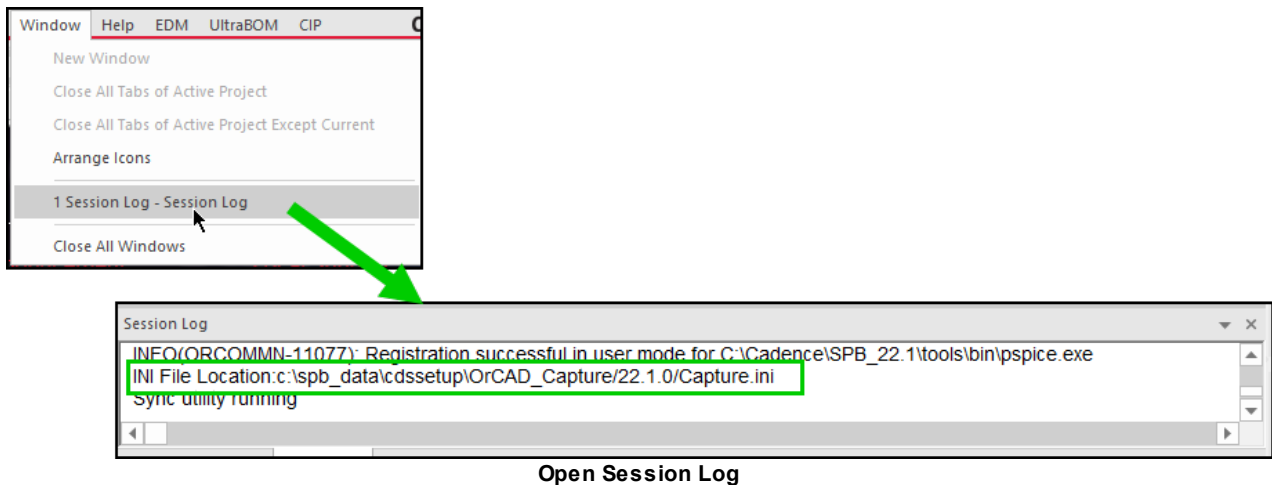 Window Help EDM UltraBOM CIP
New Window
Close All Tabs of Active Project
Close All Tabs of Active Project Except Current
Arrange Icons
1 Session Log - Session Log
Close All Windows
Session Log
INFO(ORCOMMN-11077): Registration successful in user mode for C:\Cadence\SPB_22.1\tools\bin\pspice.exe
INI File Location:c:\spb_data\cdssetup\OrCAD_Capture/22.1.0/Capture.ini
Sync utility running
Open Session Log